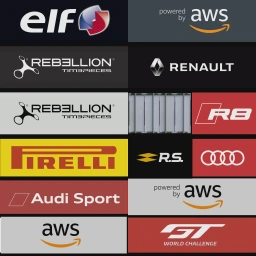 elf
powered by
aws
REBELLION
TIMEPIECES
RENAULT
REBELLION
TIMEPIECES
R8
PIRELLI
R.S.
Audi Sport
powered by
aws
aws
GT
WORLD CHALLENGE